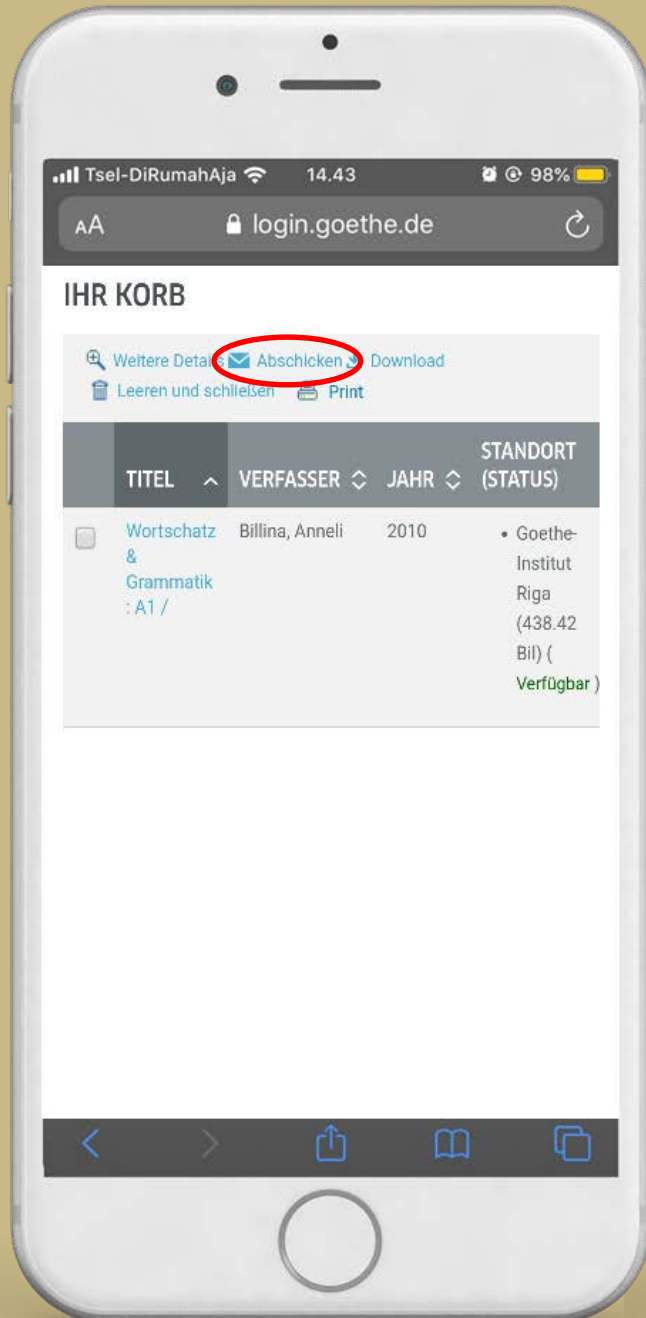 Tsel-DiRumahAja 14.43 98%
AA login.goethe.de
IHR KORB
Weitere Details Abschicken Download
Leeren und schließen Print
TITEL VERFASSER JAHR STANDORT (STATUS)
Wortschatz Billina, Anneli 2010 • Goethe-
& Institut
Grammatik Riga
: A1 / (438.42
Bil) (
Verfügbar )